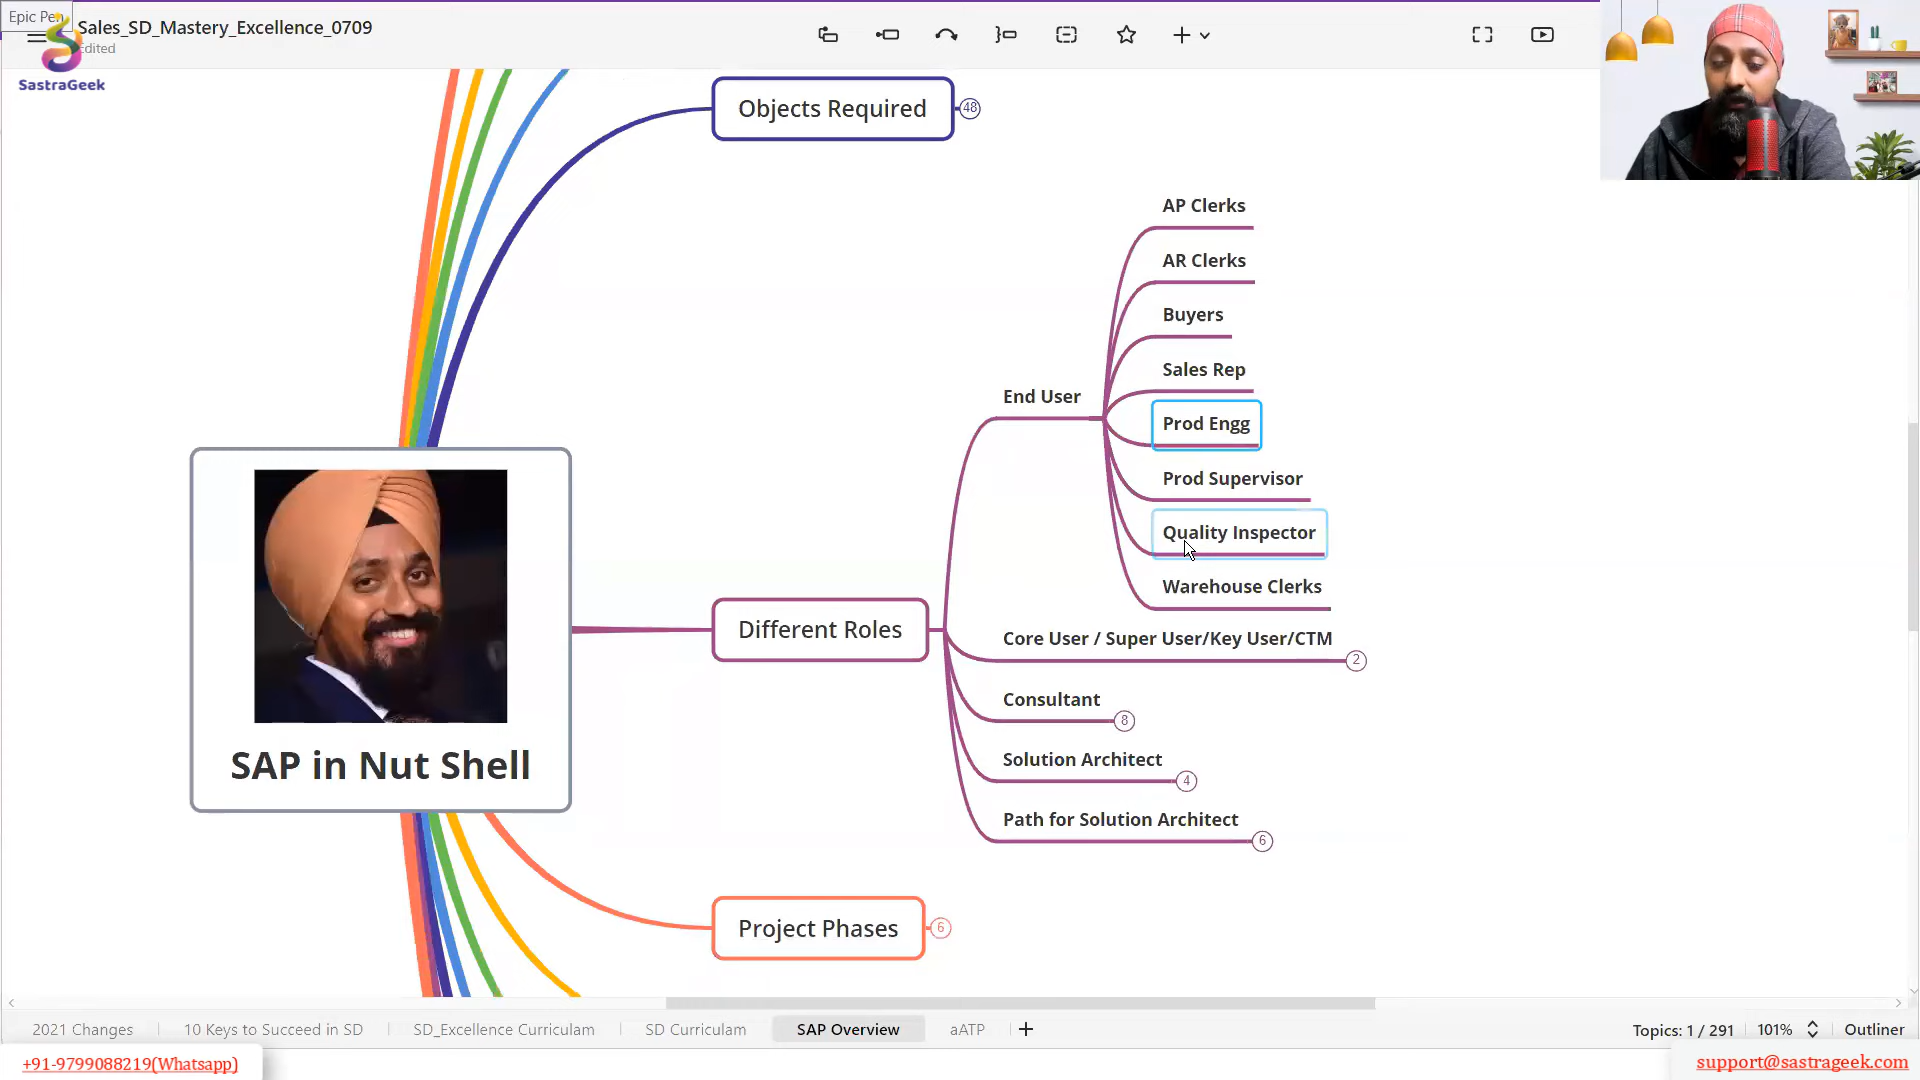 Epic Pen
Sales_SD_Mastery_Excellence_0709
Edited
SastraGeek
Objects Required
48
AP Clerks
AR Clerks
Buyers
Sales Rep
End User
Prod Engg
Prod Supervisor
Quality Inspector
Warehouse Clerks
Different Roles
Core User / Super User/Key User/CTM
2
Consultant
8
Solution Architect
4
Path for Solution Architect
6
SAP in Nut Shell
Project Phases
6
2021 Changes
10 Keys to Succeed in SD
SD_Excellence Curriculam
SD Curriculam
SAP Overview
aATP
Topics: 1 / 291
101%
Outliner
+91-9799088219(Whatsapp)
support@sastrageek.com